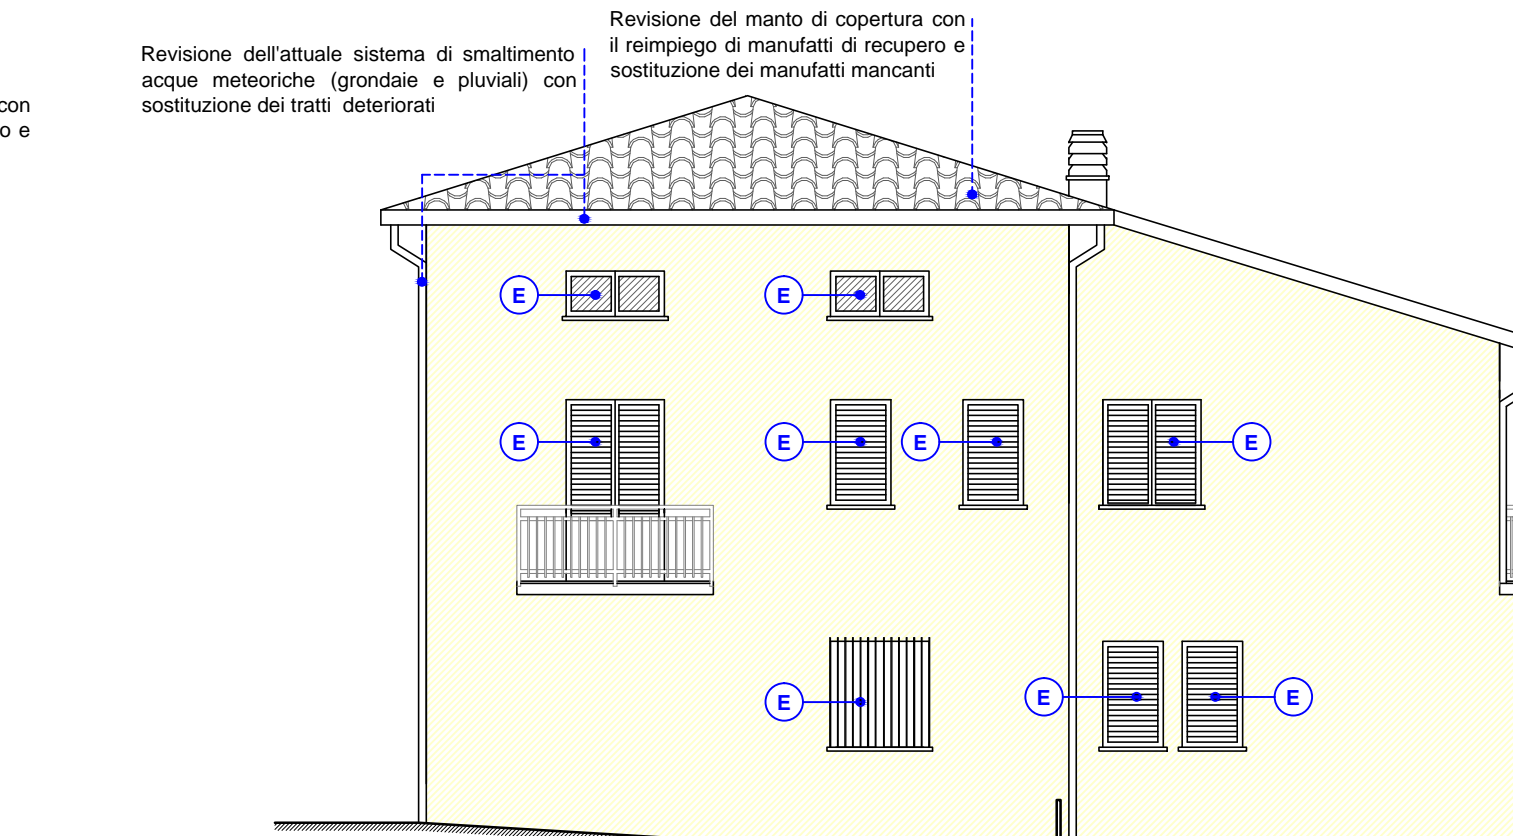 Revisione del manto di copertura con
il reimpiego di manufatti di recupero e
sostituzione dei manufatti mancanti
Revisione dell'attuale sistema di smaltimento
acque meteoriche (grondaie e pluviali) con
sostituzione dei tratti deteriorati
con
o e
E
E
E
E
E
E
E
E
E